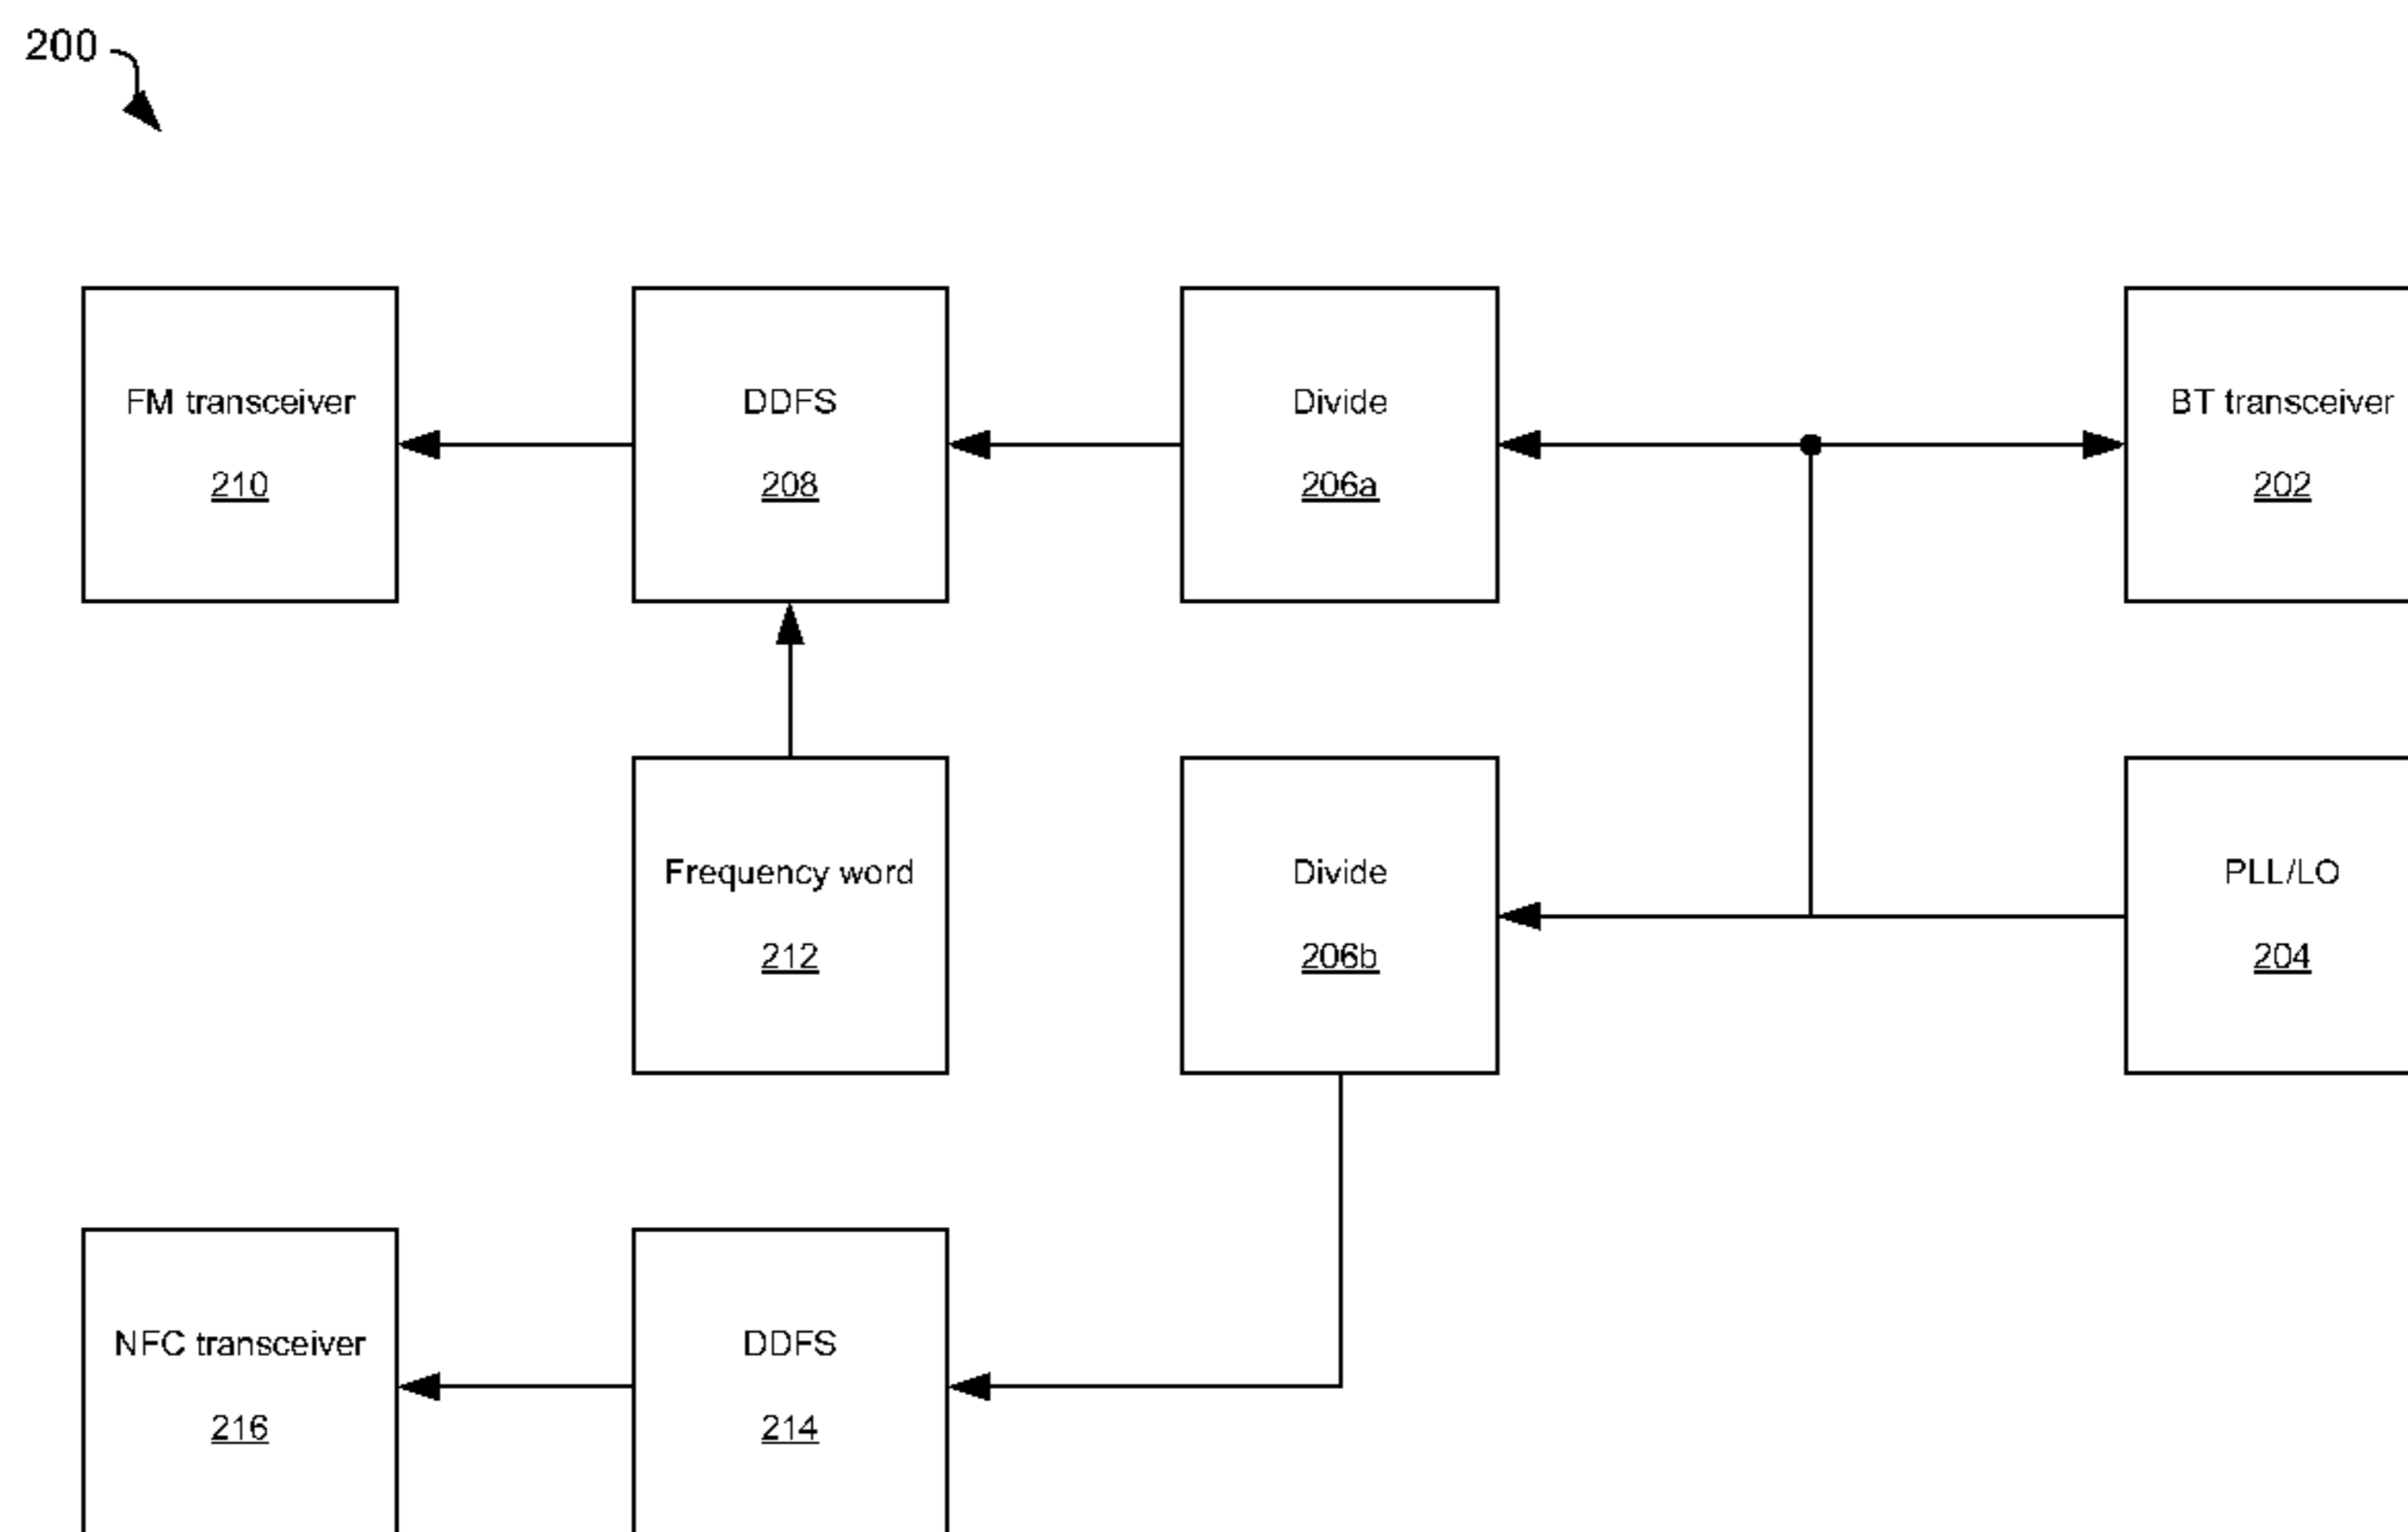 200
FM transceiver
210
DDFS
208
Divide
206a
BT transceiver
202
Frequency word
212
Divide
206b
PLL/LO
204
NFC transceiver
216
DDFS
214